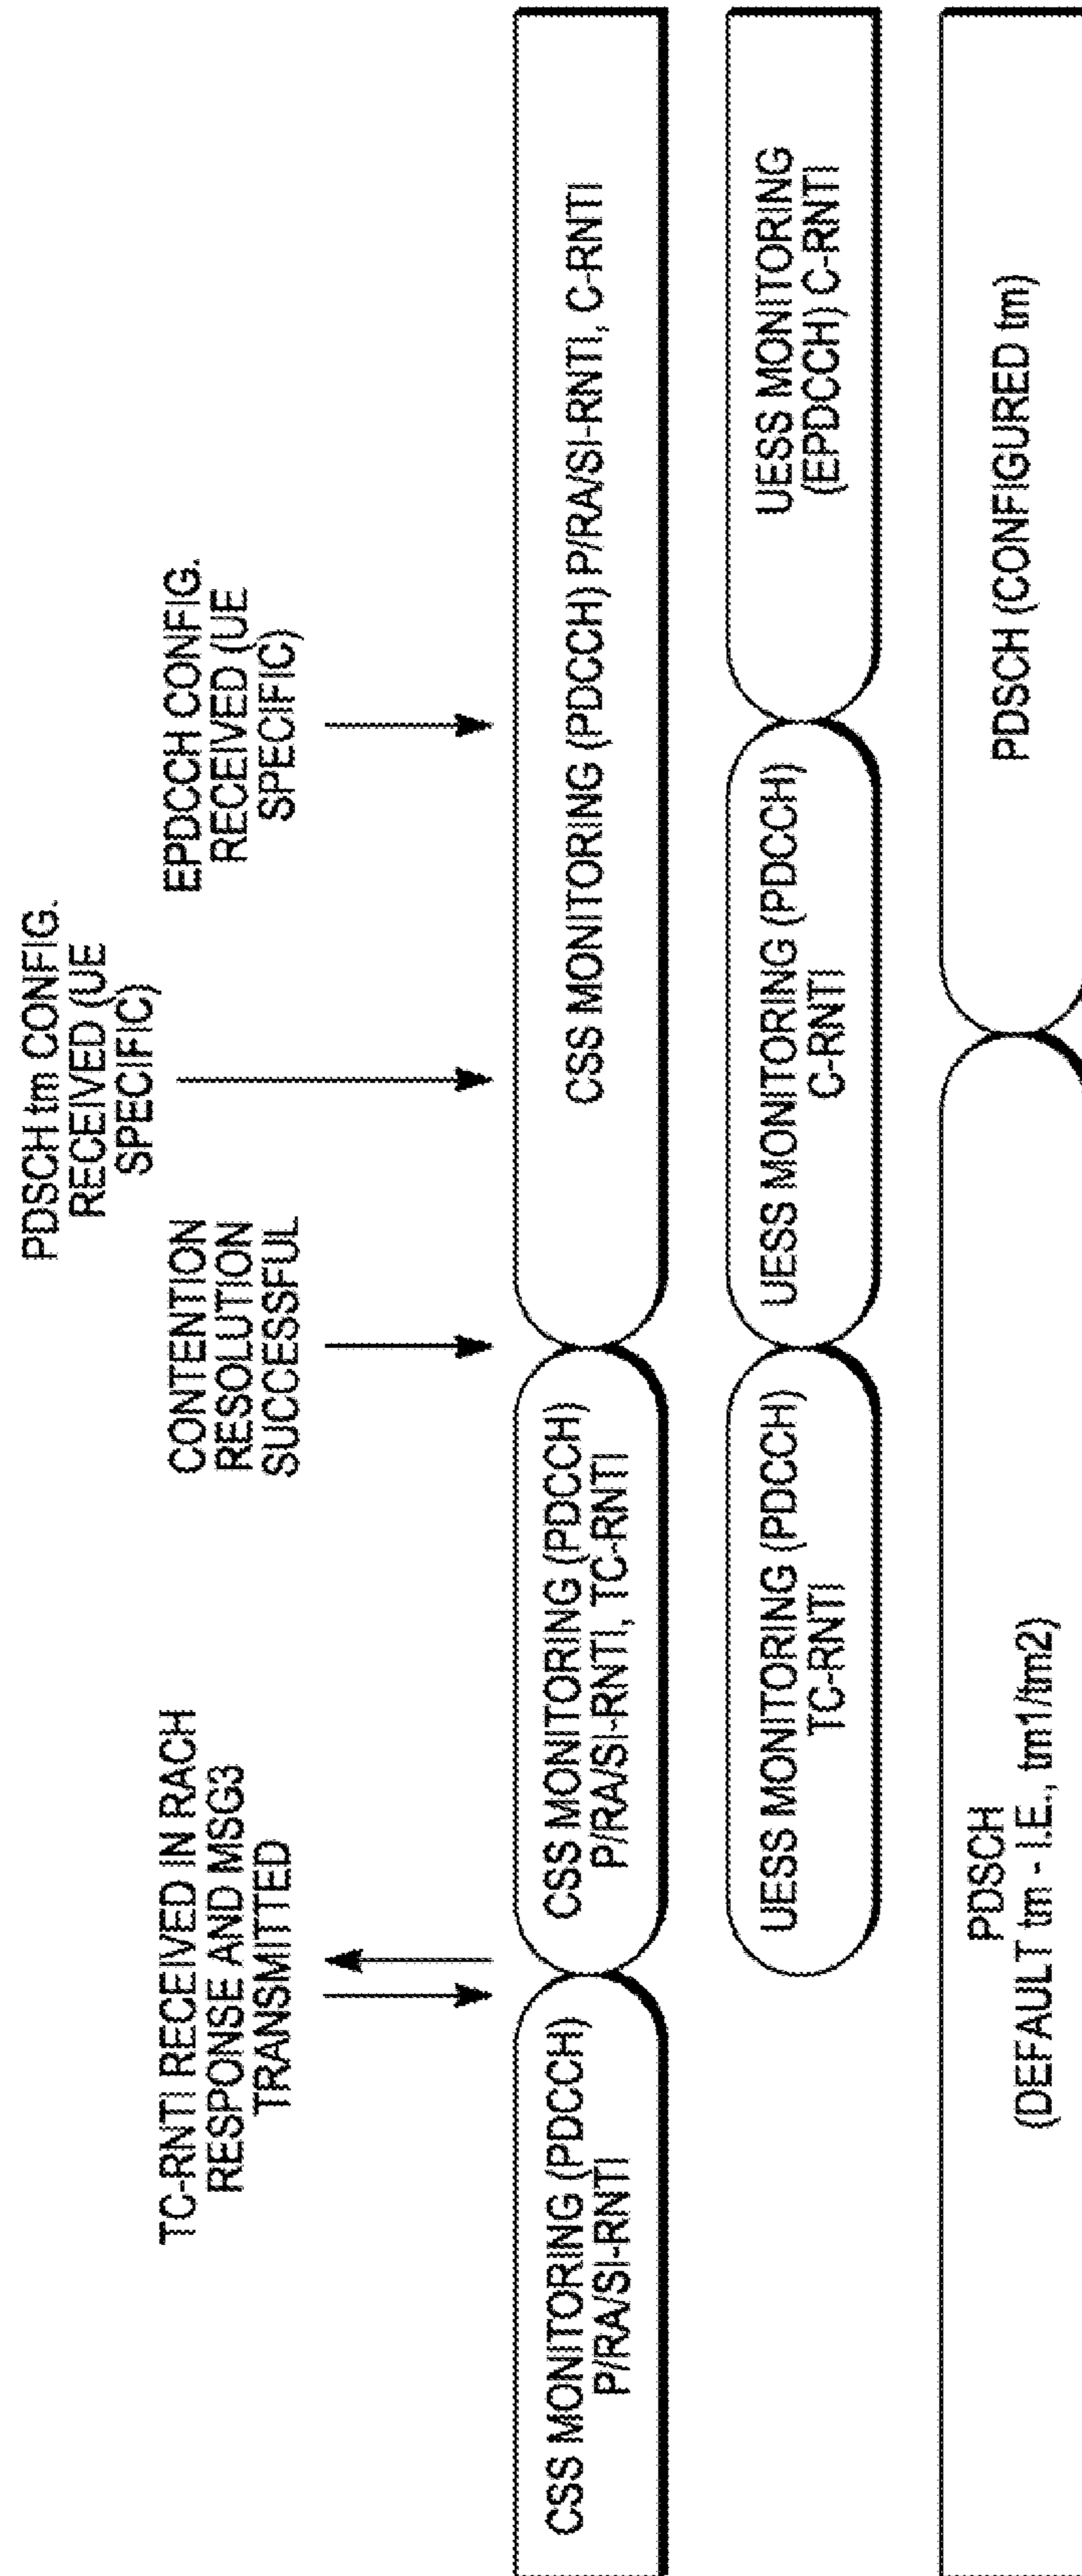 PDSCH tm CONFIG.
RECEIVED (UE
SPECIFIC)
TC-RNTI RECEIVED IN RACH
RESPONSE AND MSG3
TRANSMITTED
CONTENTION
RESOLUTION
SUCCESSFUL
EPDCCH CONFIG.
RECEIVED (UE
SPECIFIC)
CSS MONITORING (PDCCH)
P/RA/SI-RNTI
CSS MONITORING (PDCCH)
P/RA/SI-RNTI, TC-RNTI
CSS MONITORING (PDCCH) P/RA/SI-RNTI, C-RNTI
UESS MONITORING (PDCCH)
TC-RNTI
UESS MONITORING (PDCCH)
C-RNTI
UESS MONITORING
(EPDCCH) C-RNTI
PDSCH
(DEFAULT tm - I.E., tm1/tm2)
PDSCH (CONFIGURED tm)